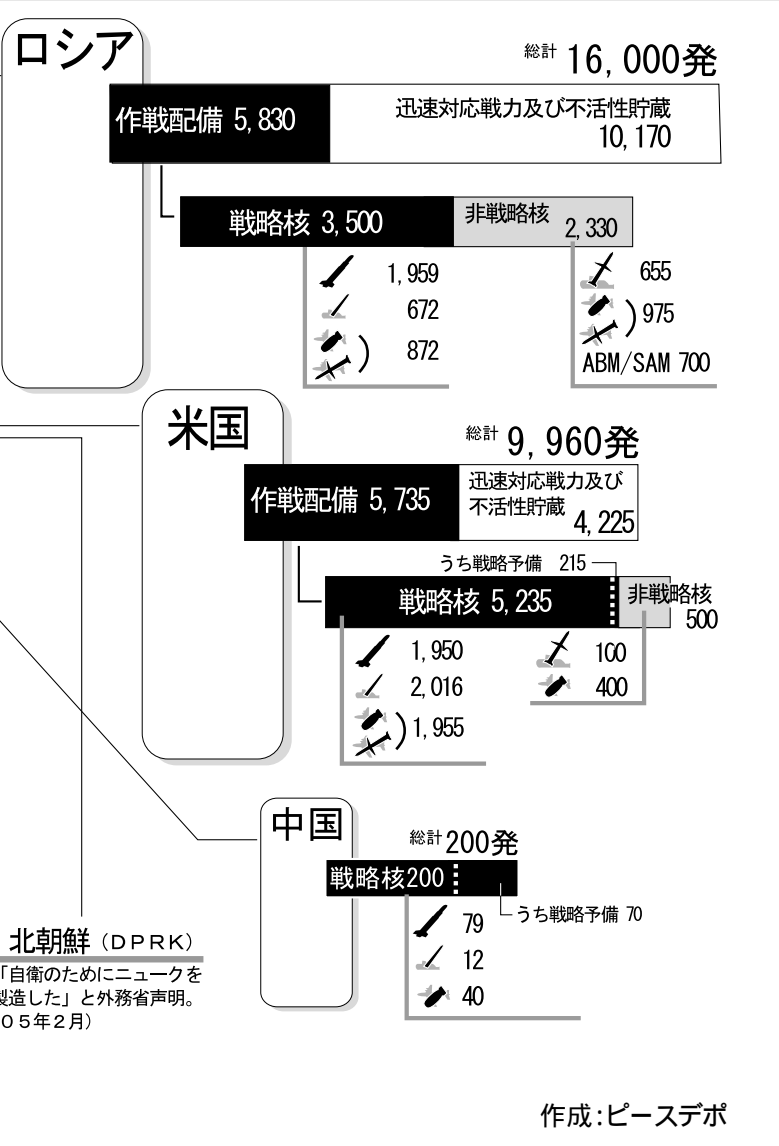 ロシア
総計 16,000発
作戦配備 5,830
迅速対応戦力及び不活性貯蔵
10,170
戦略核 3,500
非戦略核
2,330
1,959
672
872
655
975
ABM/SAM 700
米国
総計 9,960発
作戦配備 5,735
迅速対応戦力及び
不活性貯蔵
4,225
うち戦略予備 215
戦略核 5,235
非戦略核
500
1,950
2,016
1,955
100
400
中国
総計200発
戦略核200
うち戦略予備 70
79
12
40
北朝鮮（DPRK）
「自衛のためにニュークを
製造した」と外務省声明。
０５年２月）
作成:ピースデポ